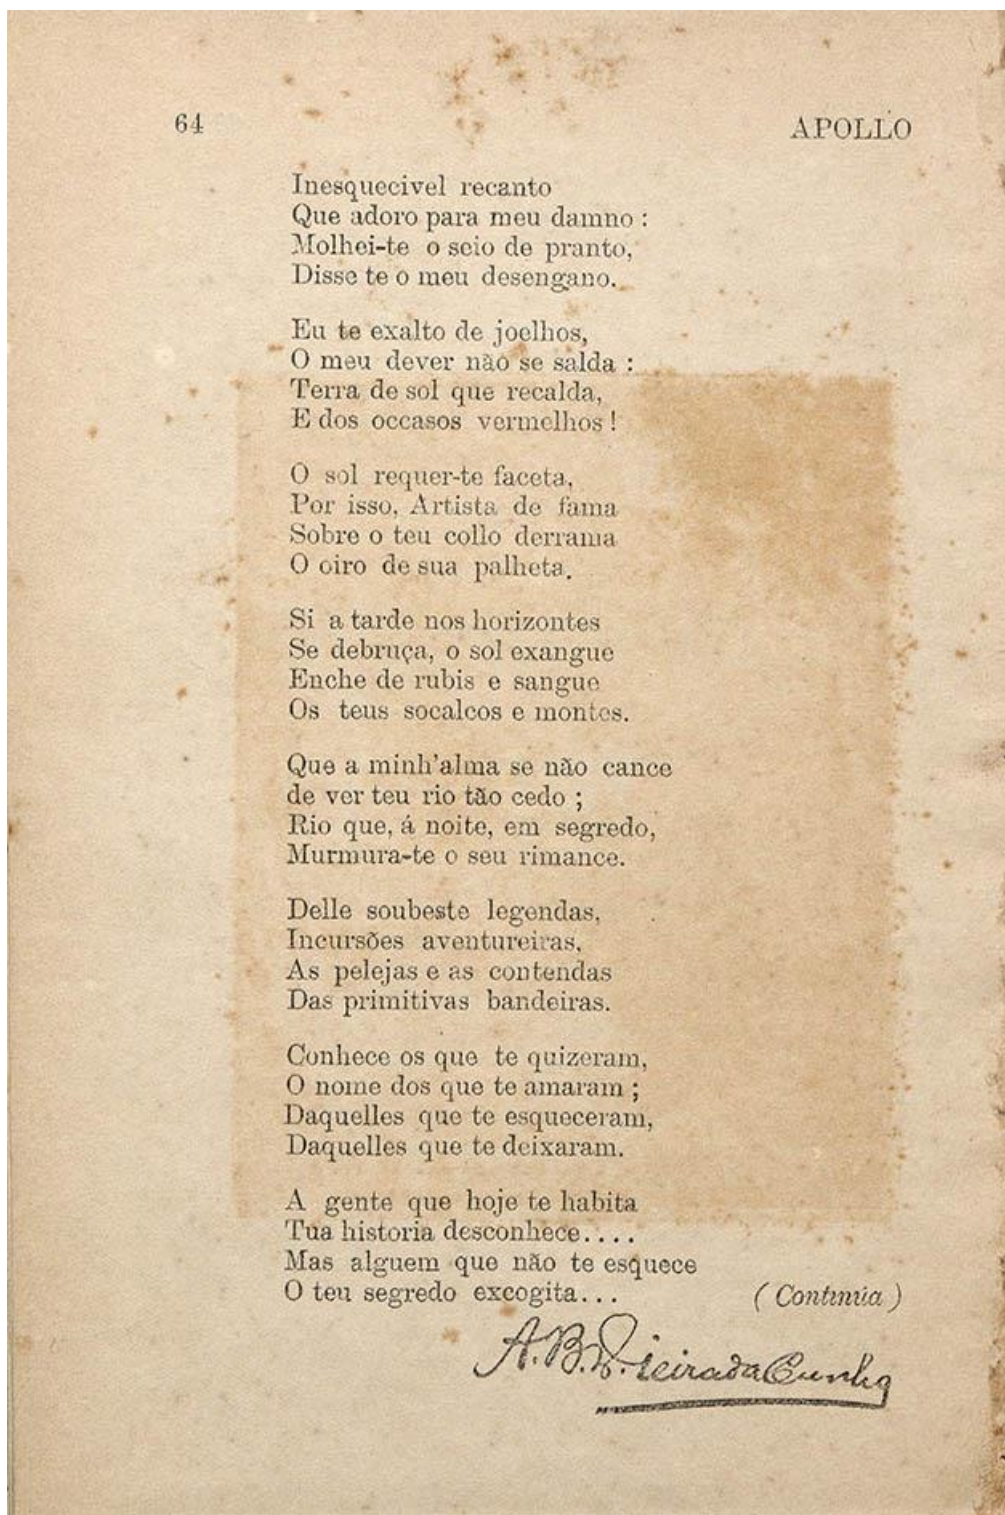 64
APOLLO
Inesquecivel recanto
Que adoro para meu damno :
Molhei-te o seio de pranto,
Disse te o meu desengano.
Eu te exalto de joelhos,
O meu dever não se salda :
Terra de sol que recalda,
E dos occasos vermelhos !
O sol requer-te faceta,
Por isso, Artista de fama
Sobre o teu collo derrama
O oiro de sua palheta.
Si a tarde nos horizontes
Se debruça, o sol exangue
Enche de rubis e sangue
Os teus socalcos e montes.
Que a minh'alma se não cance
de ver teu rio tão cedo ;
Rio que, á noite, em segredo,
Murmura-te o seu rimance.
Delle soubeste legendas,
Incursões aventureiras,
As pelejas e as contendas
Das primitivas bandeiras.
Conhece os que te quizeram,
O nome dos que te amaram ;
Daquelles que te esqueceram,
Daquelles que te deixaram.
A gente que hoje te habita
Tua historia desconhece....
Mas alguem que não te esquece
O teu segredo excogita...
( Continúa )
A. B. Vieira da Cunha